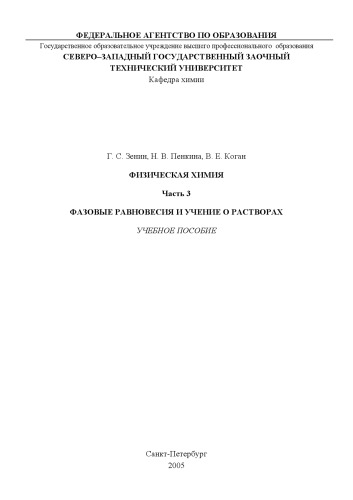 ФЕДЕРАЛЬНОЕ АГЕНТСТВО ПО ОБРАЗОВАНИЯ
Государственное образовательное учреждение высшего профессионального образования
СЕВЕРО–ЗАПАДНЫЙ ГОСУДАРСТВЕННЫЙ ЗАОЧНЫЙ
ТЕХНИЧЕСКИЙ УНИВЕРСИТЕТ
Кафедра химии
Г. С. Зенин, Н. В. Пенкина, В. Е. Коган
ФИЗИЧЕСКАЯ ХИМИЯ
Часть 3
ФАЗОВЫЕ РАВНОВЕСИЯ И УЧЕНИЕ О РАСТВОРАХ
УЧЕБНОЕ ПОСОБИЕ
Санкт-Петербург
2005